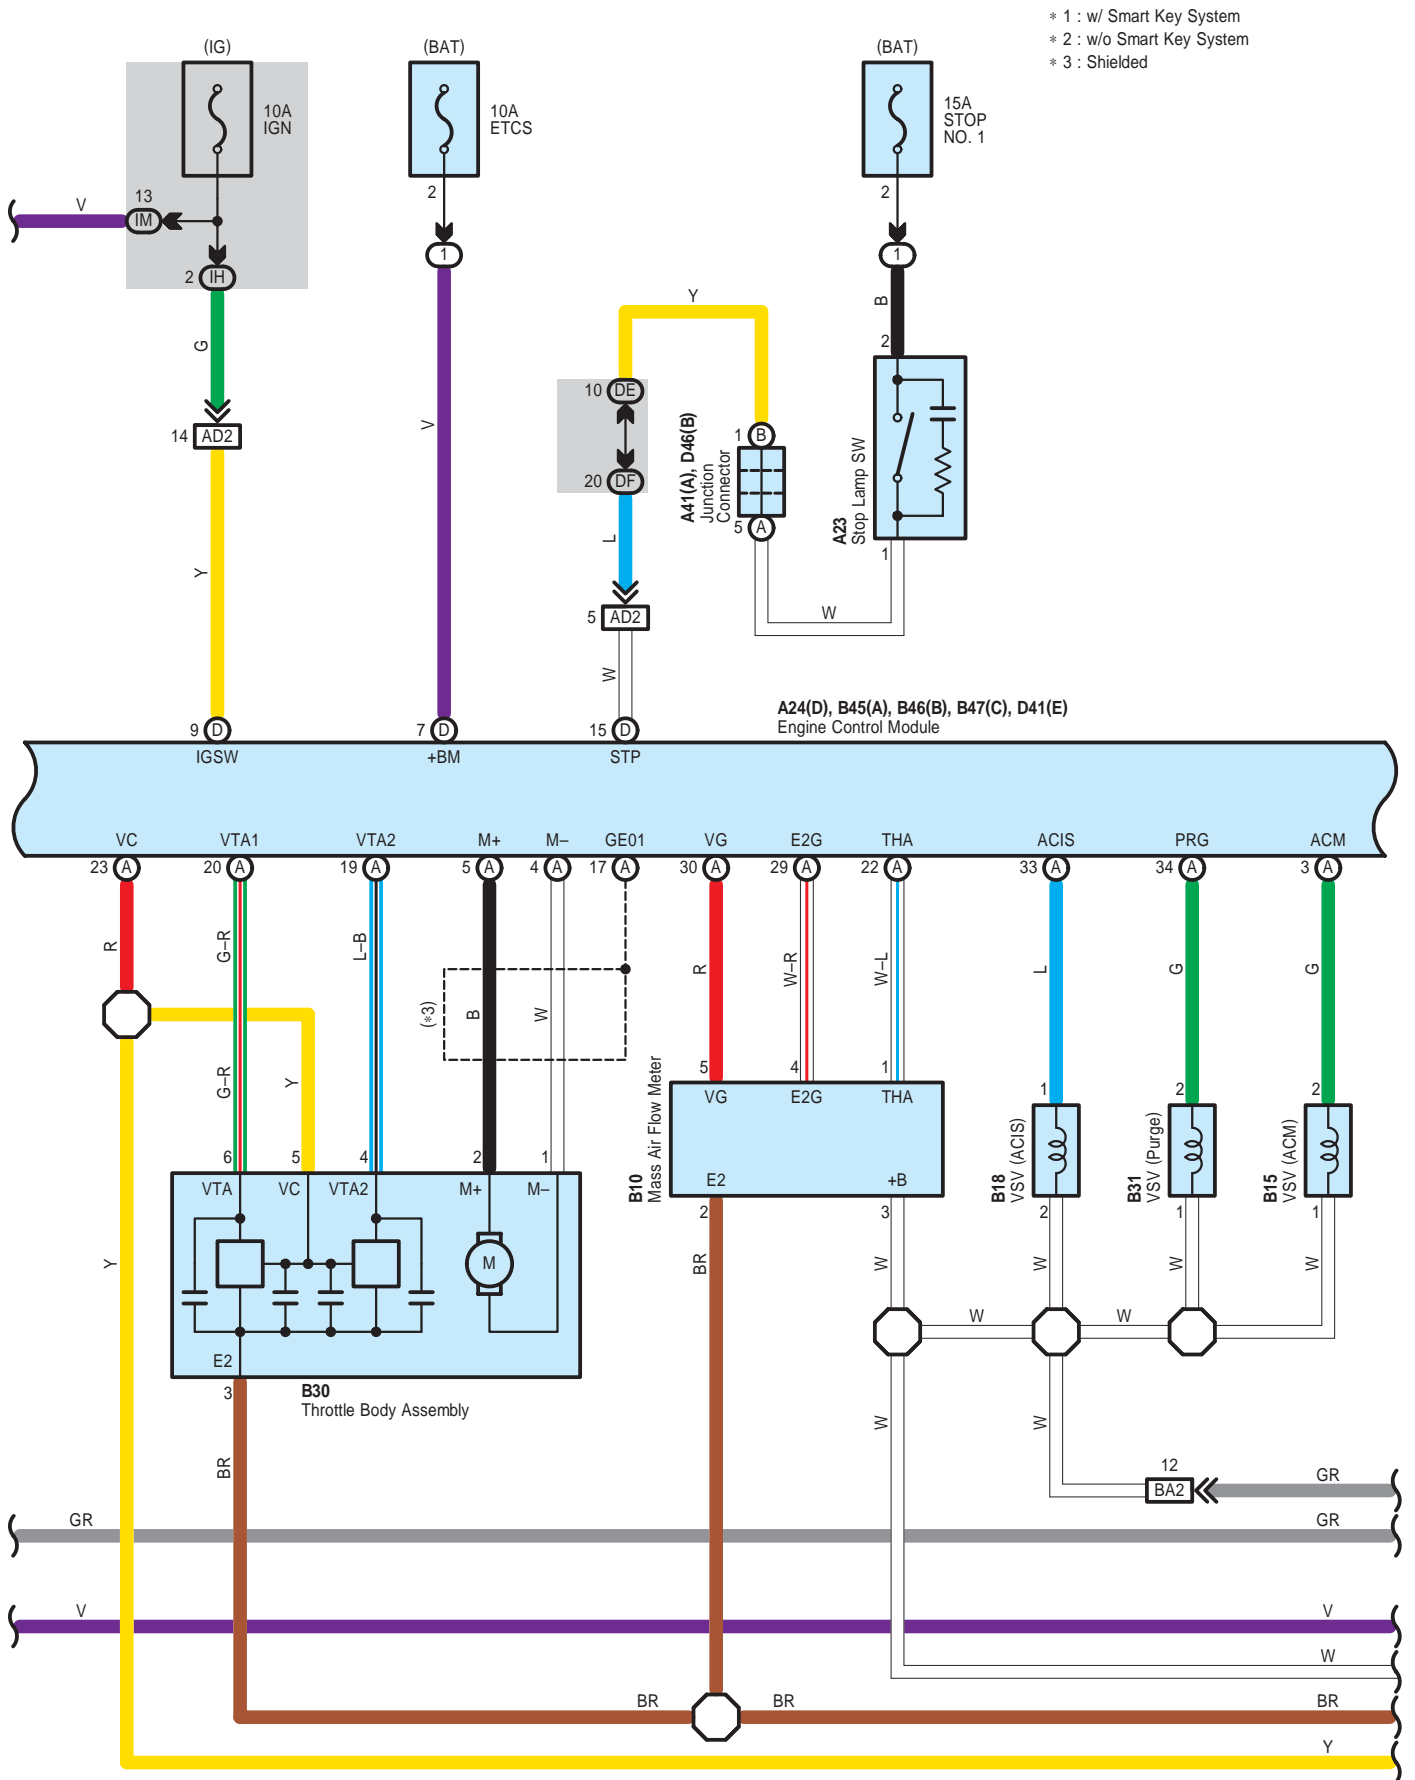 * 1 : w/ Smart Key System
* 2 : w/o Smart Key System
* 3 : Shielded
(IG)
(BAT)
(BAT)
10A
IGN
10A
ETCS
15A
STOP
NO. 1
2
2
13
V
IM
1
1
2
IH
Y
B
G
2
10
DE
14
AD2
V
1
B
A41(A), D46(B)
Junction
Connector
A23
Stop Lamp SW
20
DF
5
A
L
1
Y
5
AD2
W
W
A24(D), B45(A), B46(B), B47(C), D41(E)
Engine Control Module
9
D
7
D
15
D
IGSW
+BM
STP
VC
VTA1
VTA2
M+
M–
GE01
VG
E2G
THA
ACIS
PRG
ACM
23
A
20
A
19
A
5
A
4
A
17
A
30
A
29
A
22
A
33
A
34
A
3
A
R
G–R
L–B
R
W–R
W–L
L
G
G
(*3)
B
W
G–R
Y
5
4
1
1
2
2
VG
E2G
THA
B10
Mass Air Flow Meter
B18
VSV (ACIS)
B31
VSV (Purge)
B15
VSV (ACM)
6
5
4
2
1
VTA
VC
VTA2
M+
M–
E2
+B
2
3
2
1
1
M
Y
BR
W
W
W
W
W
W
E2
3
B30
Throttle Body Assembly
W
W
BR
12
BA2
GR
GR
GR
V
V
W
BR
BR
BR
Y